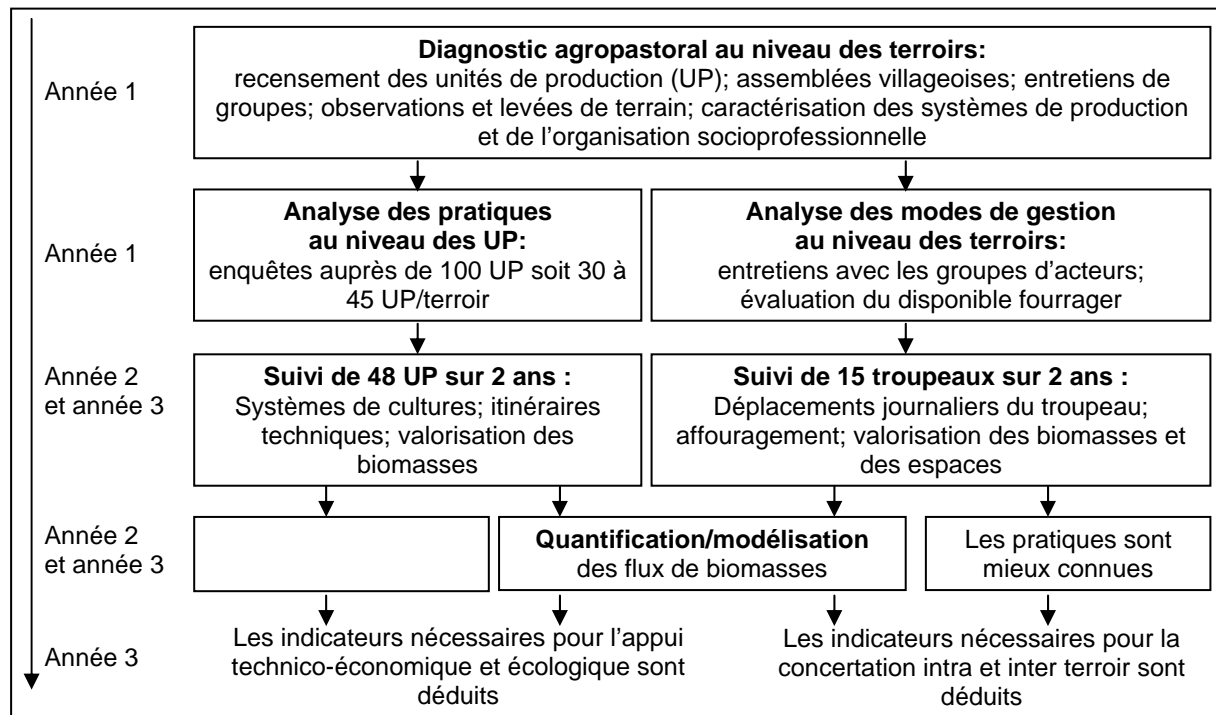 Diagnostic agropastoral au niveau des terroirs:
Année 1
recensement des unités de production (UP); assemblées villageoises; entretiens de
groupes; observations et levées de terrain; caractérisation des systèmes de production
et de l'organisation socioprofessionnelle
Année 1
Analyse des pratiques
au niveau des UP:
enquêtes auprès de 100 UP soit 30 à
45 UP/terroir
Analyse des modes de gestion
au niveau des terroirs:
entretiens avec les groupes d'acteurs;
évaluation du disponible fourrager
Année 2
et année 3
Suivi de 48 UP sur 2 ans :
Systèmes de cultures; itinéraires
techniques; valorisation des
biomasses
Suivi de 15 troupeaux sur 2 ans :
Déplacements journaliers du troupeau;
affouragement; valorisation des biomasses et
des espaces
Année 2
et année 3
Quantification/modélisation
des flux de biomasses
Les pratiques sont
mieux connues
Année 3
Les indicateurs nécessaires pour l'appui
technico-économique et écologique sont
déduits
Les indicateurs nécessaires pour la
concertation intra et inter terroir sont
déduits